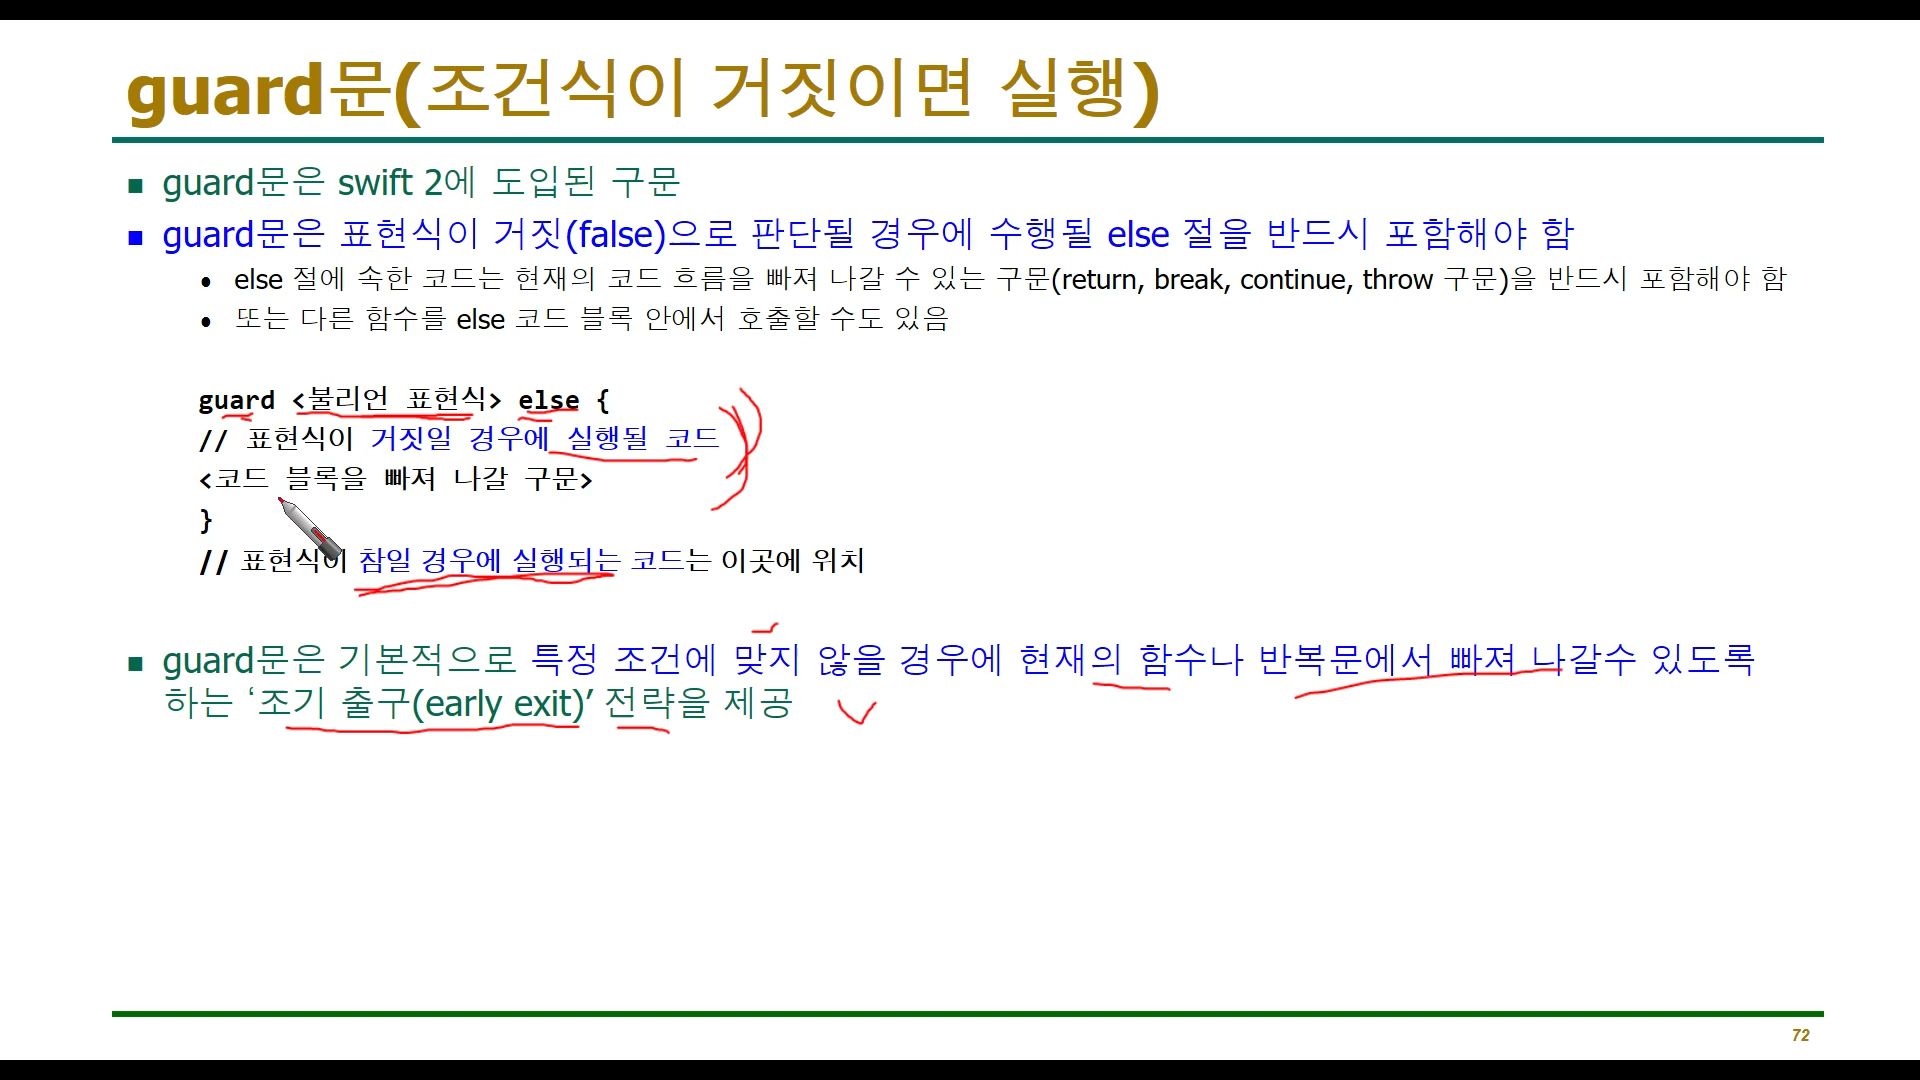 guard문(조건식이 거짓이면 실행)
guard문은 swift 2에 도입된 구문
guard문은 표현식이 거짓(false)으로 판단될 경우에 수행될 else 절을 반드시 포함해야 함
else 절에 속한 코드는 현재의 코드 흐름을 빠져 나갈 수 있는 구문(return, break, continue, throw 구문)을 반드시 포함해야 함
또는 다른 함수를 else 코드 블록 안에서 호출할 수도 있음
guard <불리언 표현식> else {
// 표현식이 거짓일 경우에 실행될 코드
<코드 블록을 빠져 나갈 구문>
}
// 표현식이 참일 경우에 실행되는 코드는 이곳에 위치
guard문은 기본적으로 특정 조건에 맞지 않을 경우에 현재의 함수나 반복문에서 빠져 나갈수 있도록
하는 ‘조기 출구(early exit)’ 전략을 제공
72